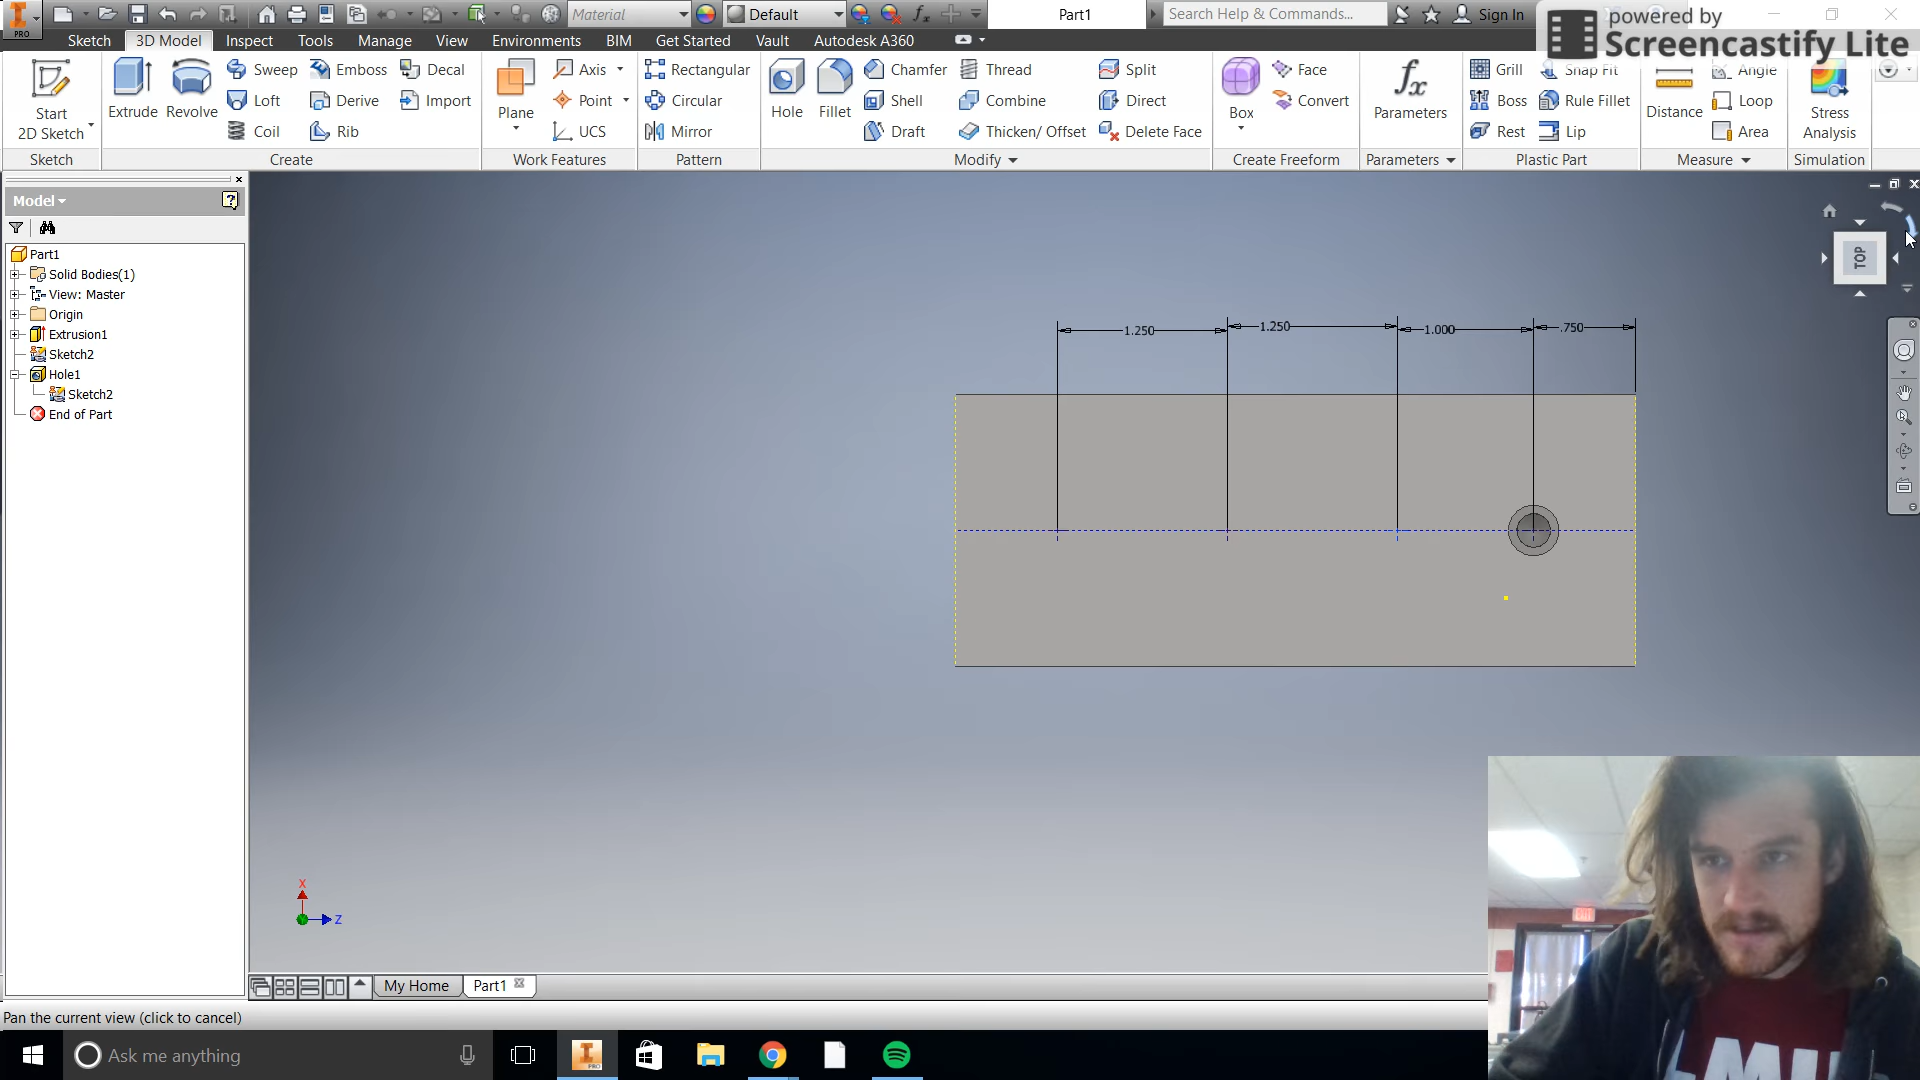 PRO
Material
Default
Part1
Search Help & Commands...
Sign In
powered by
Screencastify Lite
Sketch
3D Model
Inspect
Tools
Manage
View
Environments
BIM
Get Started
Vault
Autodesk A360
Start
2D Sketch
Extrude
Revolve
Sweep
Loft
Coil
Emboss
Derive
Rib
Decal
Import
Plane
Axis
Point
UCS
Rectangular
Circular
Mirror
Hole
Fillet
Chamfer
Shell
Draft
Thread
Combine
Thicken/ Offset
Split
Direct
Delete Face
Box
Face
Convert
Parameters
Grill
Boss
Rest
Snap Fit
Rule Fillet
Lip
Distance
Angle
Loop
Area
Stress
Analysis
Sketch
Create
Work Features
Pattern
Modify
Create Freeform
Parameters
Plastic Part
Measure
Simulation
Model
Part1
Solid Bodies(1)
View: Master
Origin
Extrusion1
Sketch2
Hole1
Sketch2
End of Part
TOP
1.250
1.250
1.000
.750
X
Z
My Home
Part1
Pan the current view (click to cancel)
Ask me anything
PRO